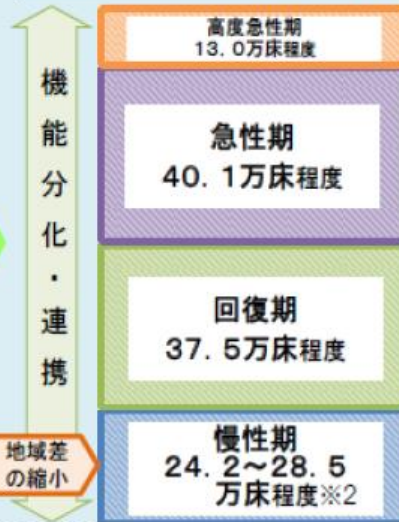 機能分化・連携
高度急性期
13.0万床程度
急性期
40.1万床程度
回復期
37.5万床程度
地域差
の縮小
慢性期
24.2～28.5
万床程度※2